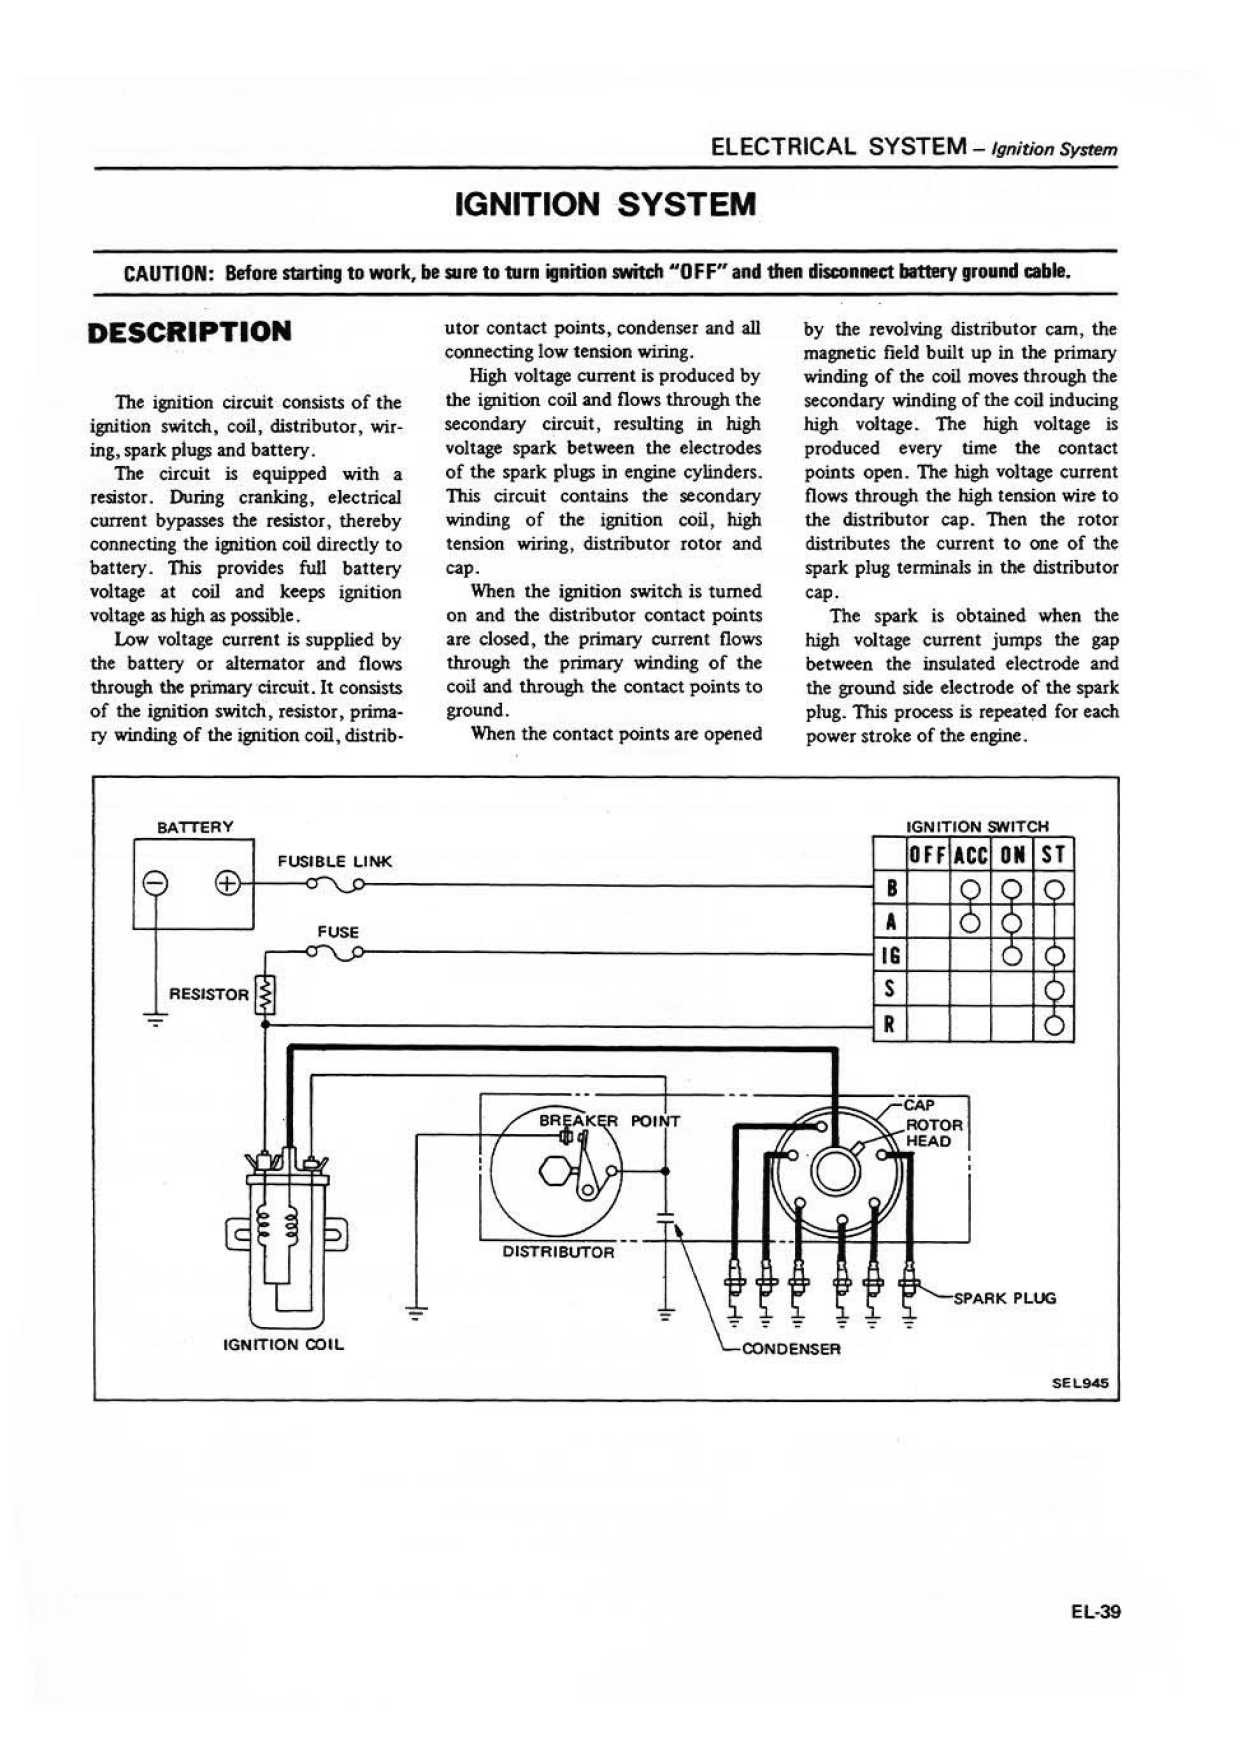 ELECTRICAL SYSTEM – Ignition System
IGNITION SYSTEM
CAUTION: Before starting to work, be sure to turn ignition switch "OFF" and then disconnect battery ground cable.
DESCRIPTION
The ignition circuit consists of the
ignition switch, coil, distributor, wir-
ing, spark plugs and battery.
The circuit is equipped with a
resistor. During cranking, electrical
current bypasses the resistor, thereby
connecting the ignition coil directly to
battery. This provides full battery
voltage at coil and keeps ignition
voltage as high as possible.
Low voltage current is supplied by
the battery or alternator and flows
through the primary circuit. It consists
of the ignition switch, resistor, prima-
ry winding of the ignition coil, distrib-
utor contact points, condenser and all
connecting low tension wiring.
High voltage current is produced by
the ignition coil and flows through the
secondary circuit, resulting in high
voltage spark between the electrodes
of the spark plugs in engine cylinders.
This circuit contains the secondary
winding of the ignition coil, high
tension wiring, distributor rotor and
cap.
When the ignition switch is turned
on and the distributor contact points
are closed, the primary current flows
through the primary winding of the
coil and through the contact points to
ground.
When the contact points are opened
by the revolving distributor cam, the
magnetic field built up in the primary
winding of the coil moves through the
secondary winding of the coil inducing
high voltage. The high voltage is
produced every time the contact
points open. The high voltage current
flows through the high tension wire to
the distributor cap. Then the rotor
distributes the current to one of the
spark plug terminals in the distributor
cap.
The spark is obtained when the
high voltage current jumps the gap
between the insulated electrode and
the ground side electrode of the spark
plug. This process is repeated for each
power stroke of the engine.
BATTERY
FUSIBLE LINK
FUSE
RESISTOR
IGNITION SWITCH
OFF ACC ON ST
B
A
IG
S
R
BREAKER POINT
CAP
ROTOR
HEAD
DISTRIBUTOR
SPARK PLUG
IGNITION COIL
CONDENSER
SEL945
EL-39